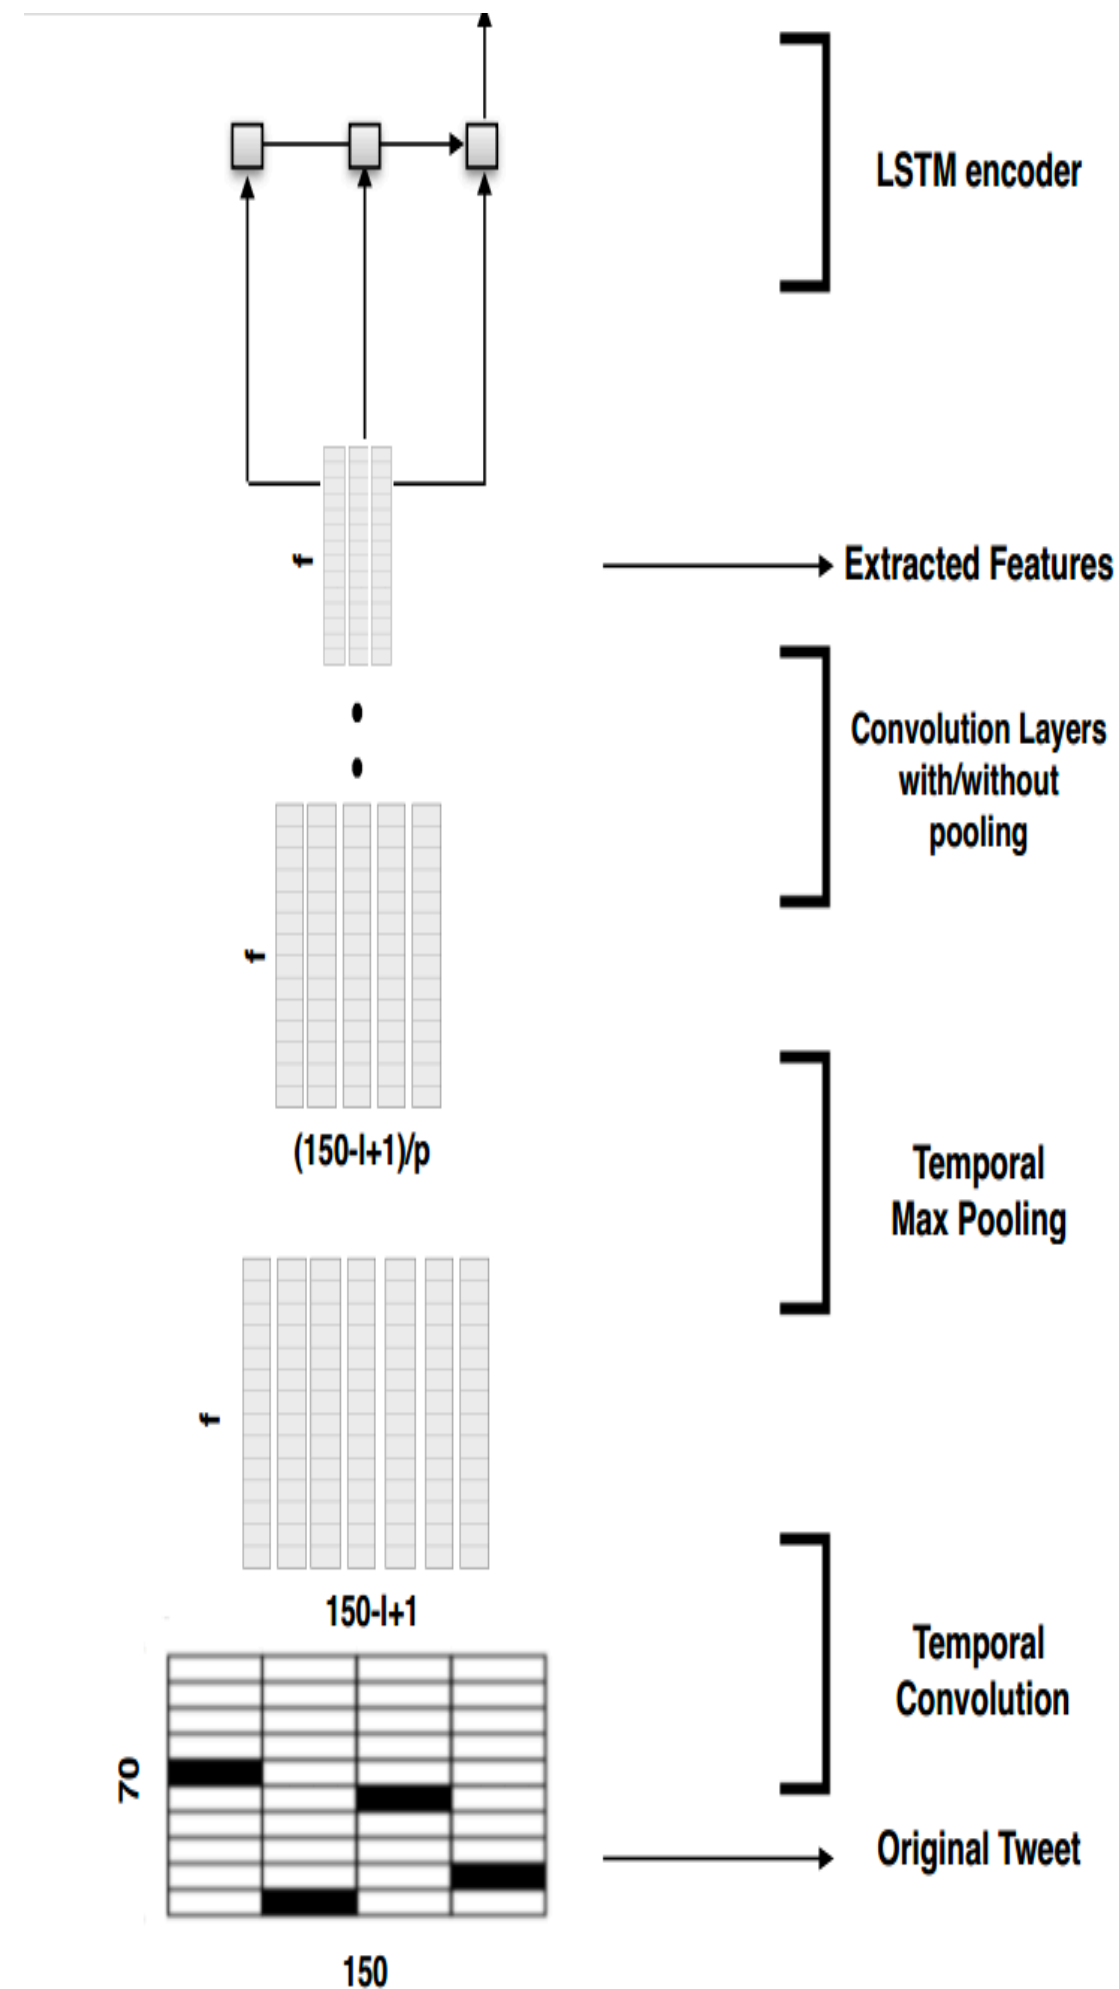 LSTM encoder
f
Extracted Features
Convolution Layers
with/without
pooling
f
(150-l+1)/p
Temporal
Max Pooling
f
150-l+1
Temporal
Convolution
70
Original Tweet
150